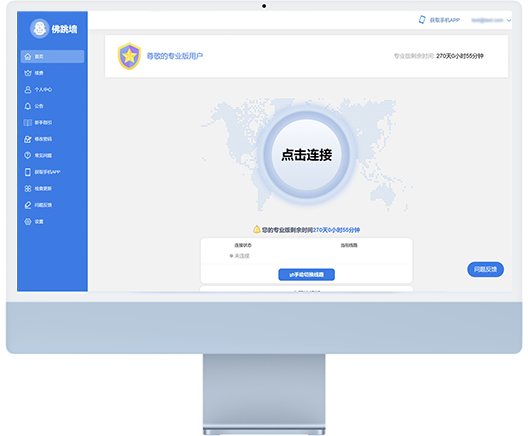 佛跳墙
获取手机APP
首页
续费
个人中心
公告
新手指引
修改密码
常见问题
获取手机APP
检查更新
问题反馈
设置
尊敬的专业版用户
专业版剩余时间: 270天0小时55分钟
点击连接
您的专业版剩余时间270天0小时55分钟
连接状态
当前线路
未连接
手动切换线路
问题反馈